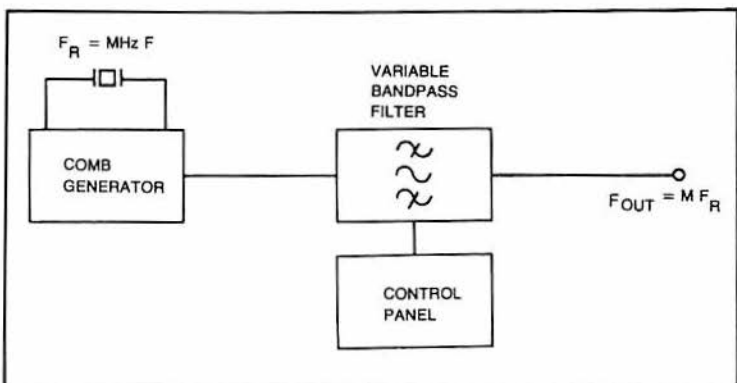 F_R = MHz F
COMB
GENERATOR
VARIABLE
BANDPASS
FILTER
F_OUT = M F_R
CONTROL
PANEL